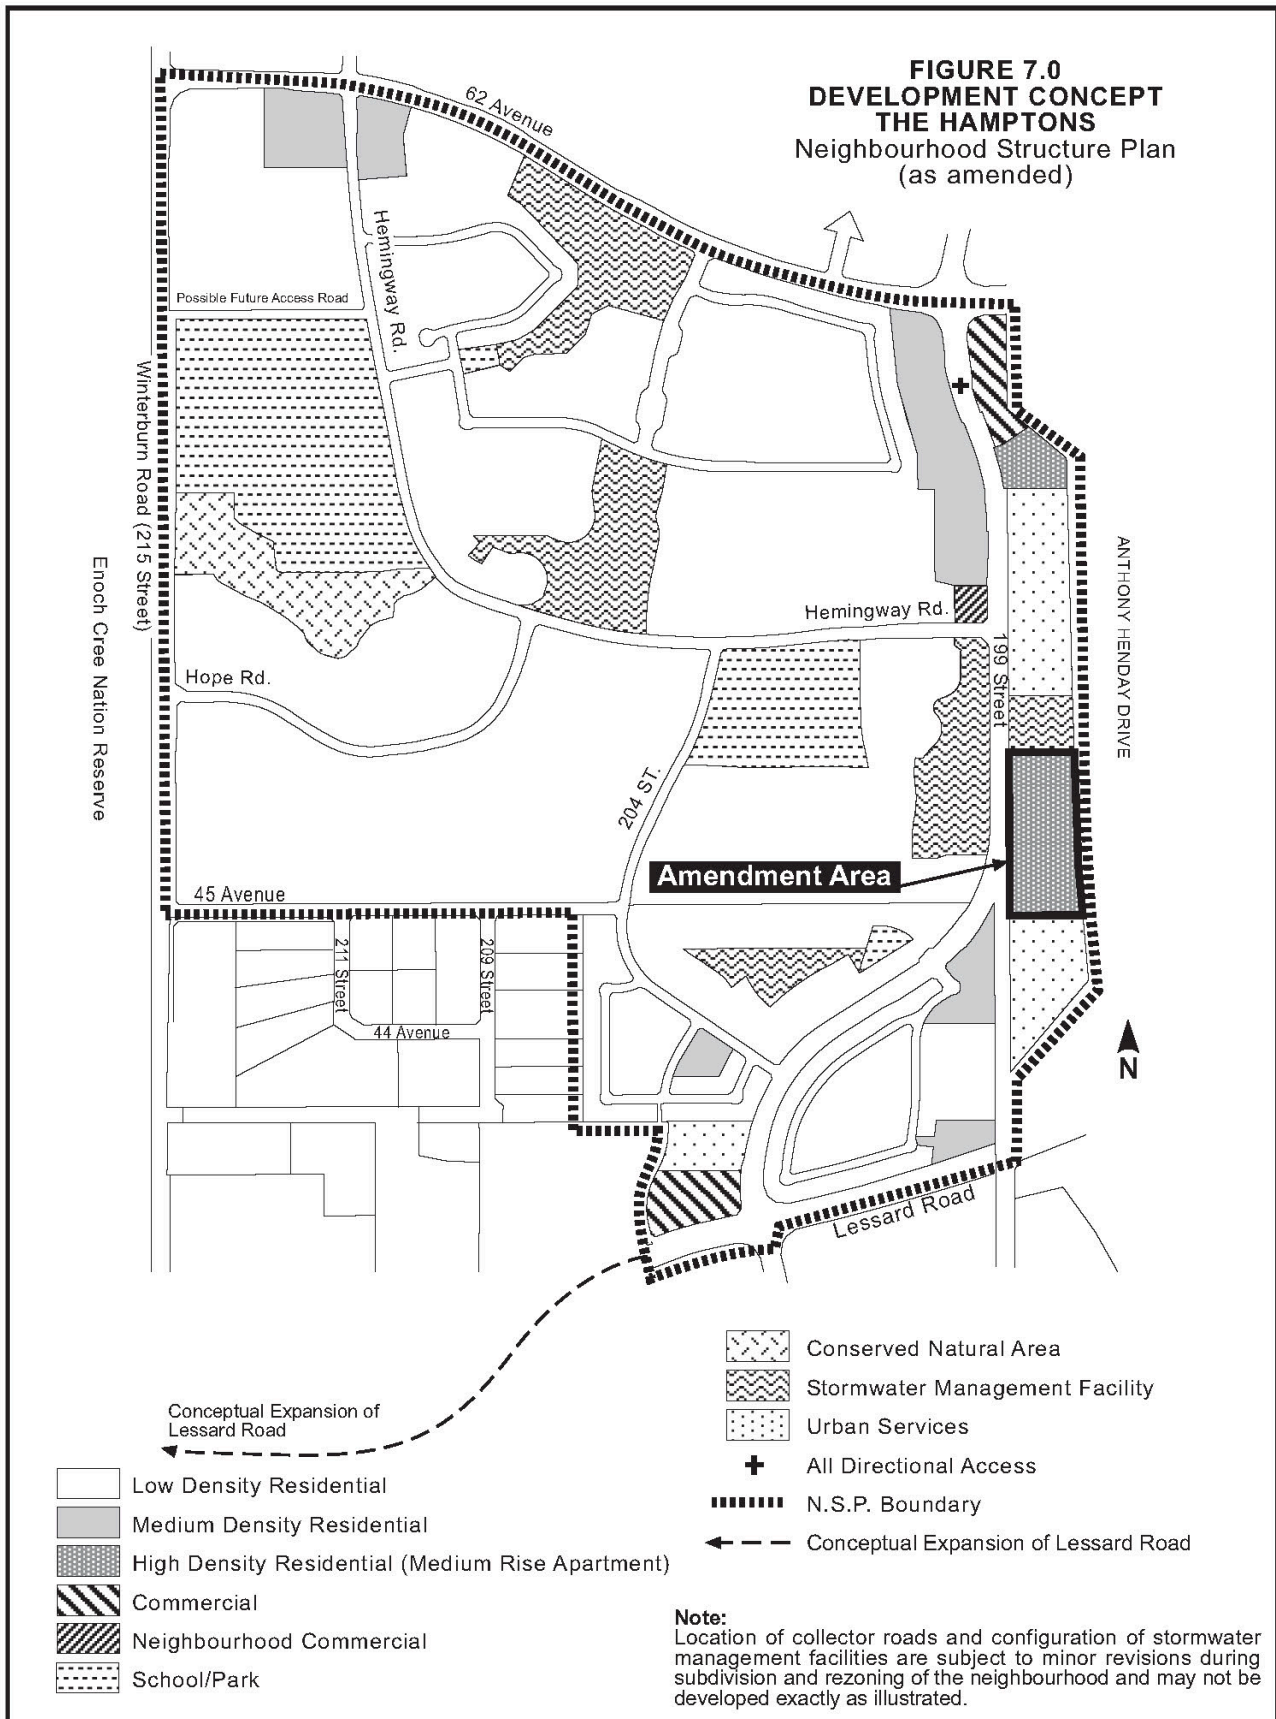 FIGURE 7.0
DEVELOPMENT CONCEPT
THE HAMPTONS
Neighbourhood Structure Plan
(as amended)
62 Avenue
Hemingway Rd.
Possible Future Access Road
Winterburn Road (215 Street)
Enoch Cree Nation Reserve
ANTHONY HENDAY DRIVE
Hemingway Rd.
199 Street
Hope Rd.
204 ST.
Amendment Area
45 Avenue
211 Street
209 Street
44 Avenue
N
Lessard Road
Conceptual Expansion of
Lessard Road
Low Density Residential
Medium Density Residential
High Density Residential (Medium Rise Apartment)
Commercial
Neighbourhood Commercial
School/Park
Conserved Natural Area
Stormwater Management Facility
Urban Services
All Directional Access
N.S.P. Boundary
Conceptual Expansion of Lessard Road
Note:
Location of collector roads and configuration of stormwater
management facilities are subject to minor revisions during
subdivision and rezoning of the neighbourhood and may not be
developed exactly as illustrated.